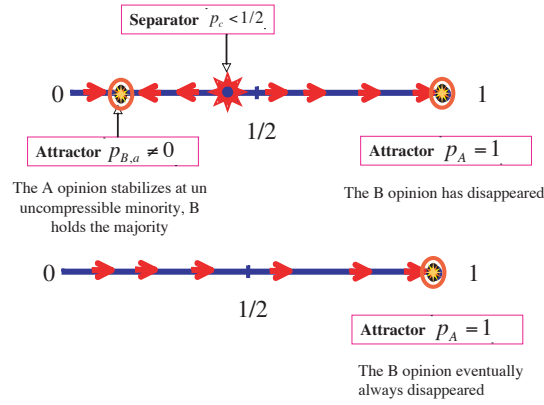 Separator p_c < 1/2
0
1
1/2
Attractor p_{B,a} ≠ 0
Attractor p_A = 1
The A opinion stabilizes at un
uncompressible minority, B
holds the majority
The B opinion has disappeared
0
1
1/2
Attractor p_A = 1
The B opinion eventually
always disappeared